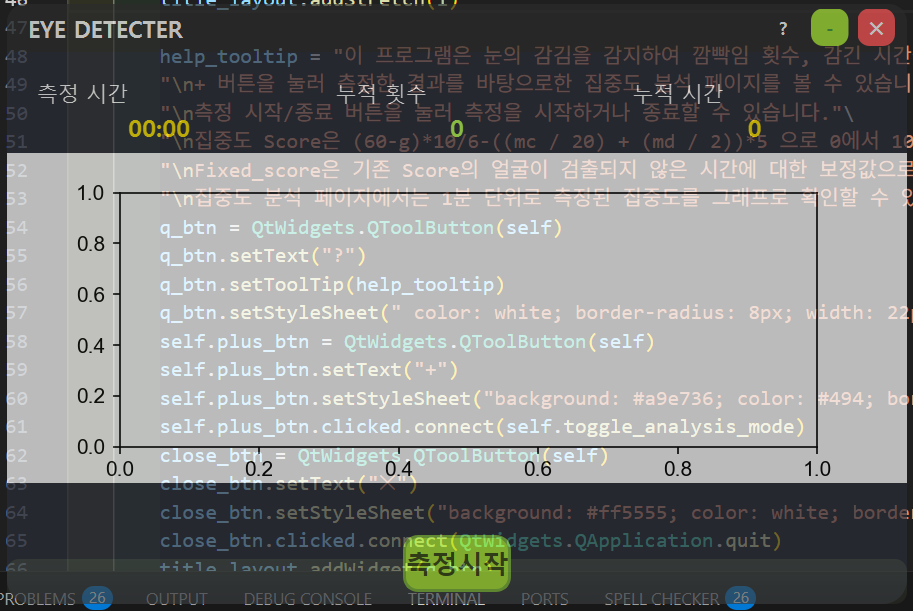 title_layout.addStretch(1)
47
EYE DETECTER ? - ×
48 help_tooltip = "이 프로그램은 눈의 감김을 감지하여 깜빡임 횟수, 감긴 시간
49 "\n+ 버튼을 눌러 측정한 결과를 바탕으로한 집중도 분석 페이지를 볼 수 있습니
측정 시간 누적 횟수 누적 시간
50 "\n측정 시작/종료 버튼을 눌러 측정을 시작하거나 종료할 수 있습니다."\
00:00 0 0
51 "\n집중도 Score은 (60-g)*10/6-((mc / 20) + (md / 2))*5 으로 0에서 10
52 "\nFixed_score은 기존 Score의 얼굴이 검출되지 않은 시간에 대한 보정값으로
53 "\n집중도 분석 페이지에서는 1분 단위로 측정된 집중도를 그래프로 확인할 수 있
1.0
54 q_btn = QtWidgets.QToolButton(self)
0.8
55 q_btn.setText("?")
56 q_btn.setToolTip(help_tooltip)
0.6
57 q_btn.setStyleSheet(" color: white; border-radius: 8px; width: 22p
58 self.plus_btn = QtWidgets.QToolButton(self)
0.4
59 self.plus_btn.setText("+")
60 self.plus_btn.setStyleSheet("background: #a9e736; color: #494; bor
0.2
61 self.plus_btn.clicked.connect(self.toggle_analysis_mode)
0.0
62 close_btn = QtWidgets.QToolButton(self)
0.0 0.2 0.4 0.6 0.8 1.0
63 close_btn.setText("×")
64 close_btn.setStyleSheet("background: #ff5555; color: white; borde
65 close_btn.clicked.connect(QtWidgets.QApplication.quit)
측정시작
66
PROBLEMS 26 OUTPUT DEBUG CONSOLE TERMINAL PORTS SPELL CHECKER 26